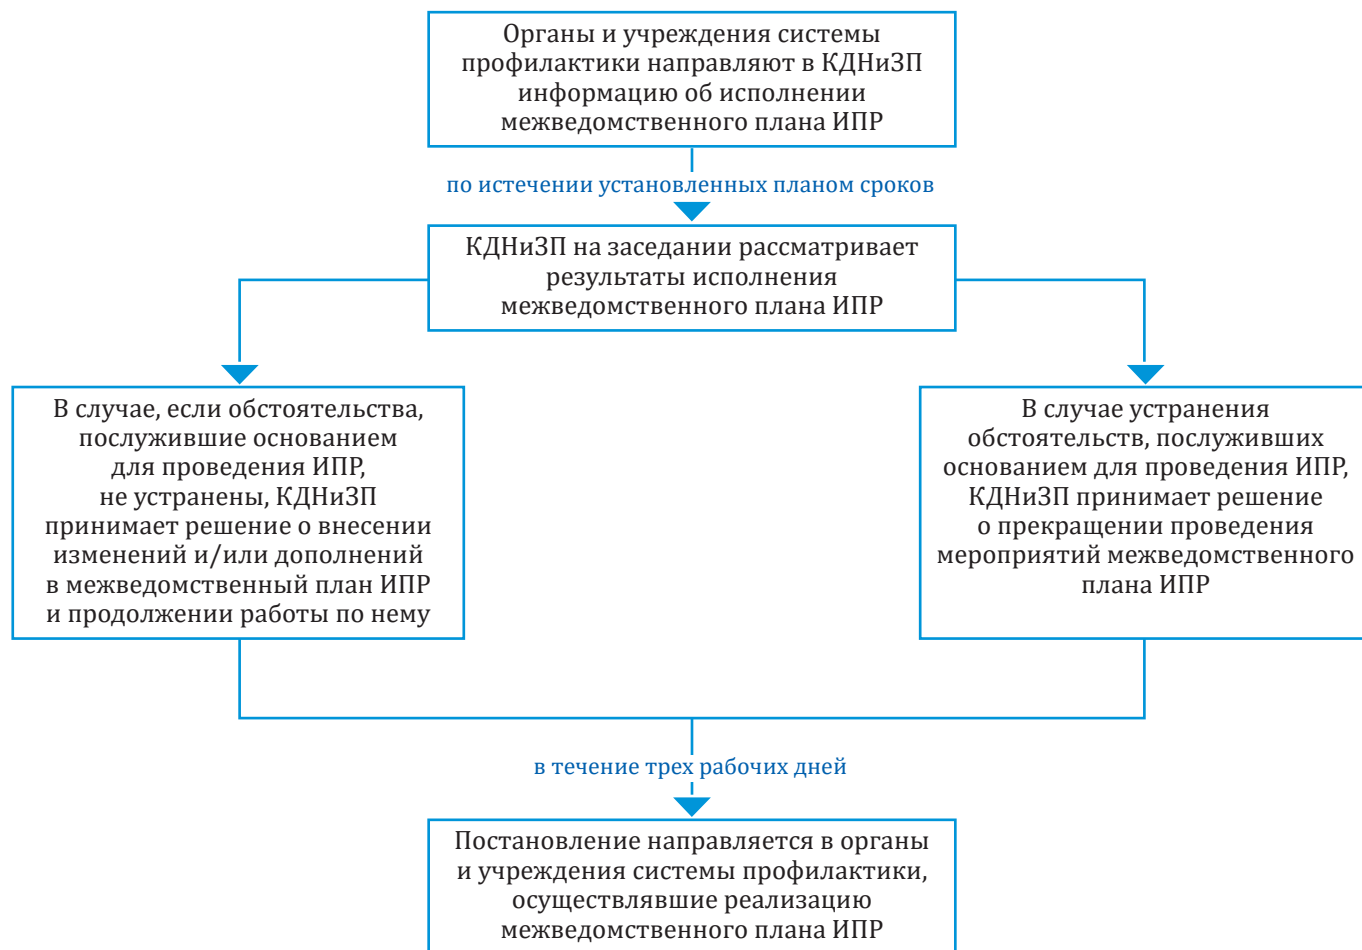 Органы и учреждения системы
профилактики направляют в КДНиЗП
информацию об исполнении
межведомственного плана ИПР
по истечении установленных планом сроков
КДНиЗП на заседании рассматривает
результаты исполнения
межведомственного плана ИПР
В случае, если обстоятельства,
послужившие основанием
для проведения ИПР,
не устранены, КДНиЗП
принимает решение о внесении
изменений и/или дополнений
в межведомственный план ИПР
и продолжении работы по нему
В случае устранения
обстоятельств, послуживших
основанием для проведения ИПР,
КДНиЗП принимает решение
о прекращении проведения
мероприятий межведомственного
плана ИПР
в течение трех рабочих дней
Постановление направляется в органы
и учреждения системы профилактики,
осуществлявшие реализацию
межведомственного плана ИПР